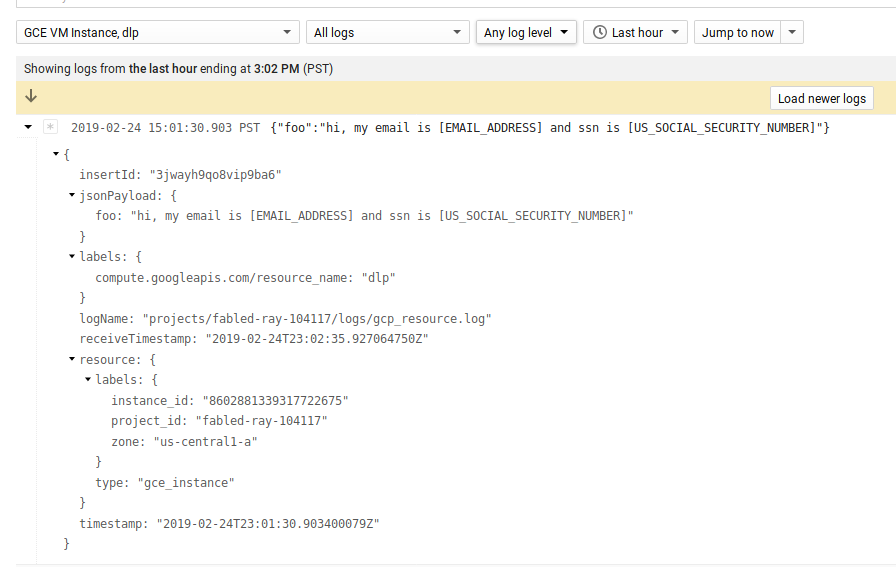 GCE VM Instance, dlp All logs Any log level Last hour Jump to now
Showing logs from the last hour ending at 3:02 PM (PST)
Load newer logs
2019-02-24 15:01:30.903 PST {"foo":"hi, my email is [EMAIL_ADDRESS] and ssn is [US_SOCIAL_SECURITY_NUMBER]"}
{
insertId: "3jwayh9qo8vip9ba6"
jsonPayload: {
foo: "hi, my email is [EMAIL_ADDRESS] and ssn is [US_SOCIAL_SECURITY_NUMBER]"
}
labels: {
compute.googleapis.com/resource_name: "dlp"
}
logName: "projects/fabled-ray-104117/logs/gcp_resource.log"
receiveTimestamp: "2019-02-24T23:02:35.927064750Z"
resource: {
labels: {
instance_id: "8602881339317722675"
project_id: "fabled-ray-104117"
zone: "us-central1-a"
}
type: "gce_instance"
}
timestamp: "2019-02-24T23:01:30.903400079Z"
}